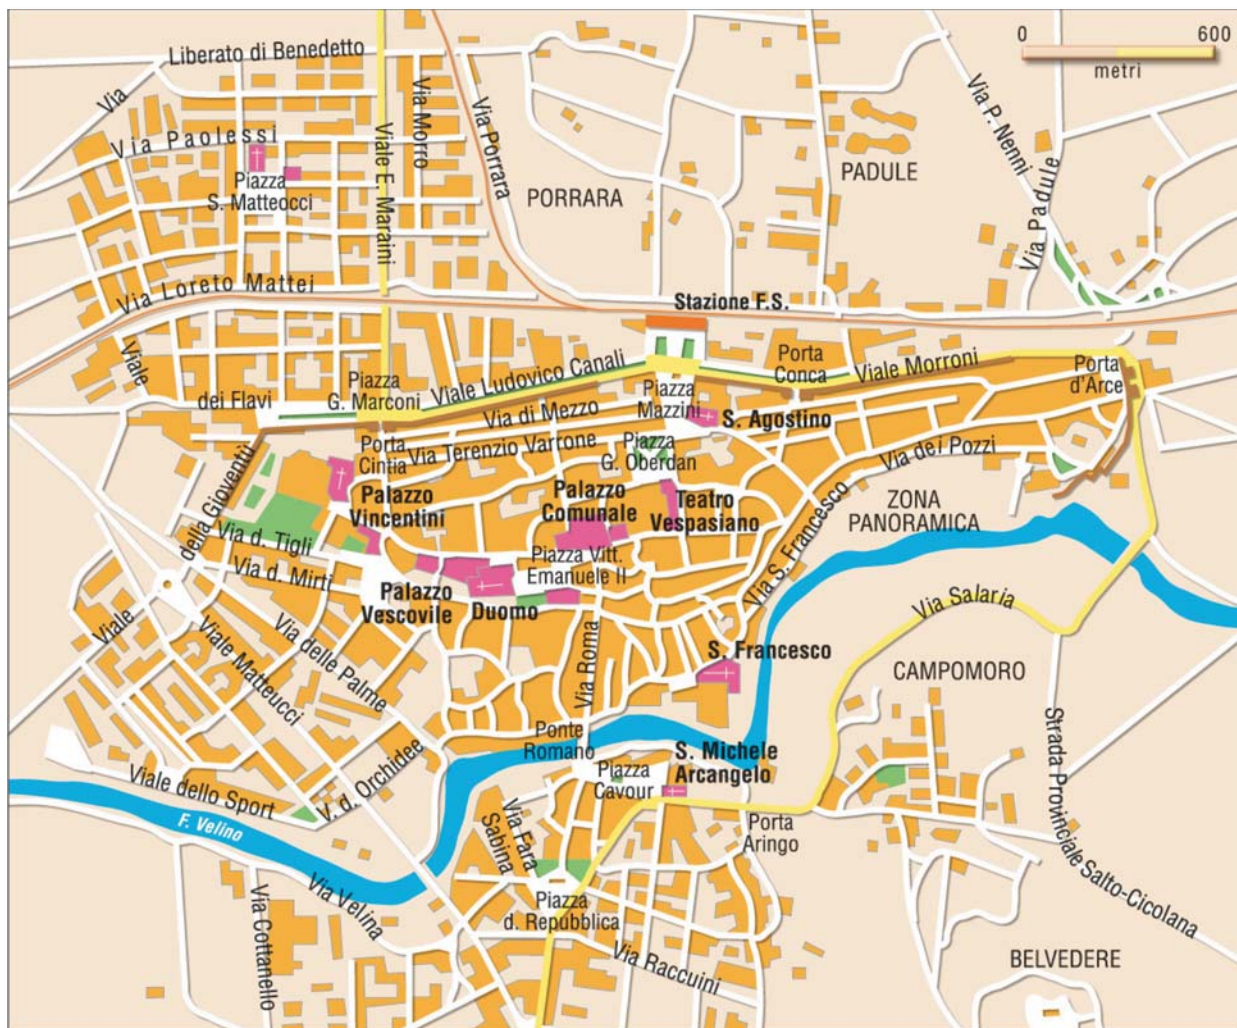 Liberato di Benedetto
Via
Via Paolessi
Piazza
S. Matteocci
Viale E. Maraini
Via Morro
Via Porrara
PORRARA
PADULE
Via P. Nenni
Via Padule
0
600
metri
Via Loreto Mattei
Stazione F.S.
Viale
dei Flavi
Piazza
G. Marconi
Viale Ludovico Canali
Porta
Conca
Viale Morroni
Porta
d'Arce
Piazza
Mazzini
S. Agostino
Via di Mezzo
Porta
Cintia
Via Terenzio Varrone
Piazza
G. Oberdan
Via dei Pozzi
della Gioventù
Viale
Palazzo
Vincentini
Palazzo
Comunale
Teatro
Vespasiano
ZONA
PANORAMICA
Via S. Francesco
Via d. Tigli
Via d. Mirti
Piazza Vitt.
Emanuele II
Palazzo
Vescovile
Duomo
Via Salaria
Via delle Palme
Viale Matteucci
Via Roma
S. Francesco
CAMPOMORO
Ponte
Romano
S. Michele
Arcangelo
Piazza
Cavour
Viale dello Sport
V. d. Orchidee
F. Velino
Via Fara
Sabina
Porta
Aringo
Strada Provinciale
Salto-Cicolana
Via Velina
Via Cottanello
Piazza
d. Repubblica
Via Raccuini
BELVEDERE